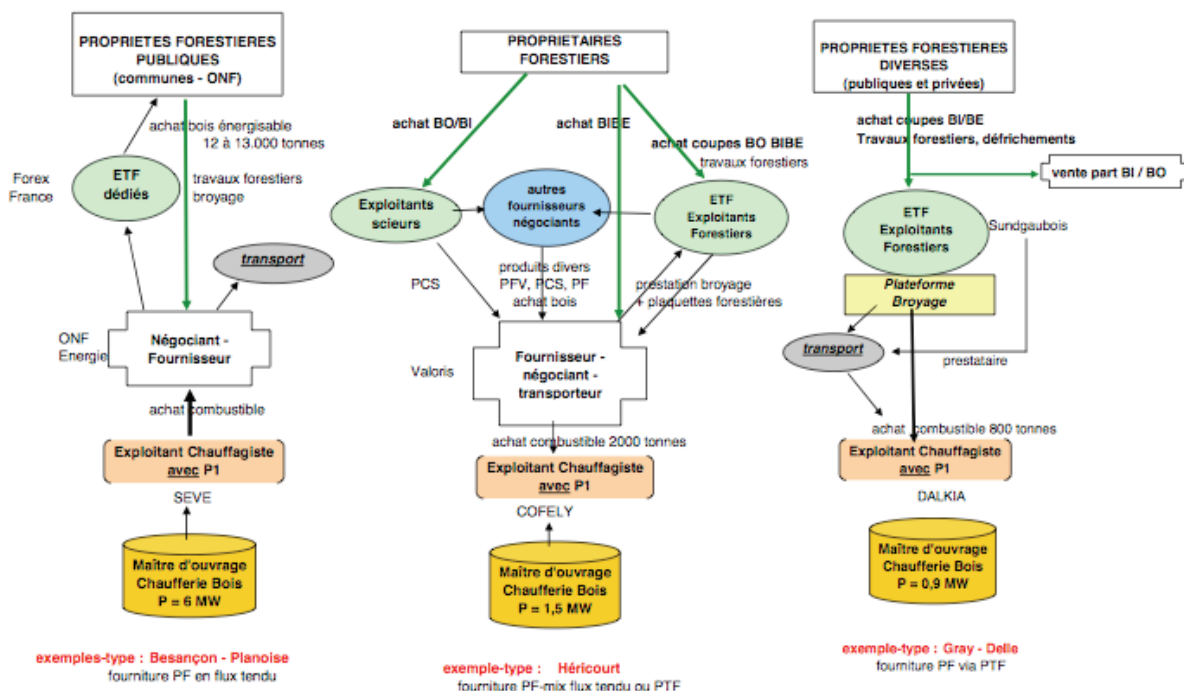 PROPRIETES FORESTIERES
PUBLIQUES
(communes - ONF)
achat bois énergisable
12 à 13.000 tonnes
Forex
France
ETF
dédiés
travaux forestiers
broyage
transport
ONF
Energie
Négociant -
Fournisseur
achat combustible
Exploitant Chauffagiste
avec P1
SEVE
Maître d'ouvrage
Chaufferie Bois
P = 6 MW
exemples-type : Besançon - Planoise
fourniture PF en flux tendu
PROPRIETAIRES
FORESTIERS
achat BO/BI
achat BIBE
achat coupes BO BIBE
travaux forestiers
Exploitants
scieurs
autres
fournisseurs
négociants
ETF
Exploitants
Forestiers
PCS
produits divers
PFV, PCS, PF
achat bois
prestation broyage
+ plaquettes forestières
Valoris
Fournisseur -
négociant -
transporteur
achat combustible 2000 tonnes
Exploitant Chauffagiste
avec P1
COFELY
Maître d'ouvrage
Chaufferie Bois
P = 1,5 MW
exemple-type : Héricourt
fourniture PF-mix flux tendu ou PTF
PROPRIETES FORESTIERES
DIVERSES
(publiques et privées)
achat coupes BI/BE
Travaux forestiers, défrichements
vente part BI / BO
ETF
Exploitants
Forestiers
Sundgaubois
Plateforme
Broyage
transport
prestataire
achat combustible 800 tonnes
Exploitant Chauffagiste
avec P1
DALKIA
Maître d'ouvrage
Chaufferie Bois
P = 0,9 MW
exemple-type : Gray - Delle
fourniture PF via PTF